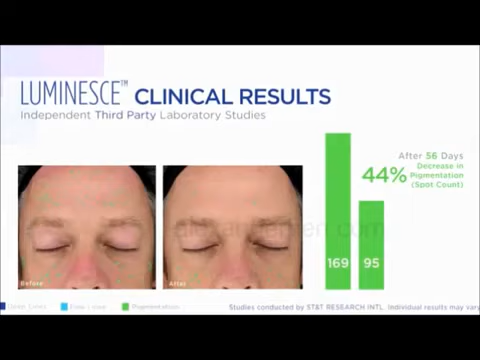 LUMINESCE™ CLINICAL RESULTS
Independent Third Party Laboratory Studies
After 56 Days
44% Decrease in
Pigmentation
(Spot Count)
169 95
Before After
Pigmentation
Studies conducted by ST&T RESEARCH INTL. Individual results may vary